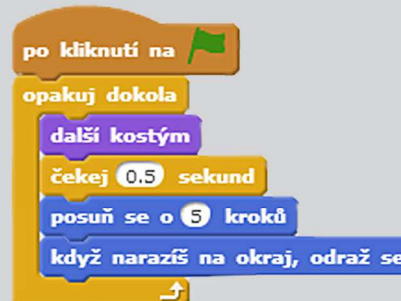 po kliknutí na
opakuj dokola
další kostým
čekej 0.5 sekund
posuň se o 5 kroků
když narazíš na okraj, odraž se